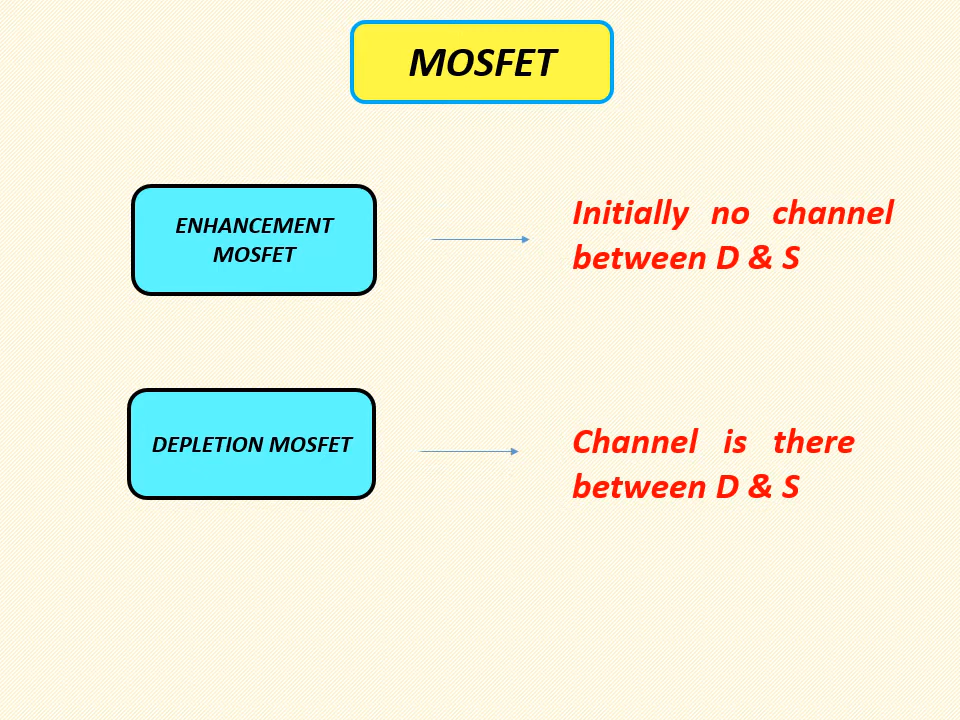 MOSFET
ENHANCEMENT
MOSFET
Initially no channel
between D & S
DEPLETION MOSFET
Channel is there
between D & S